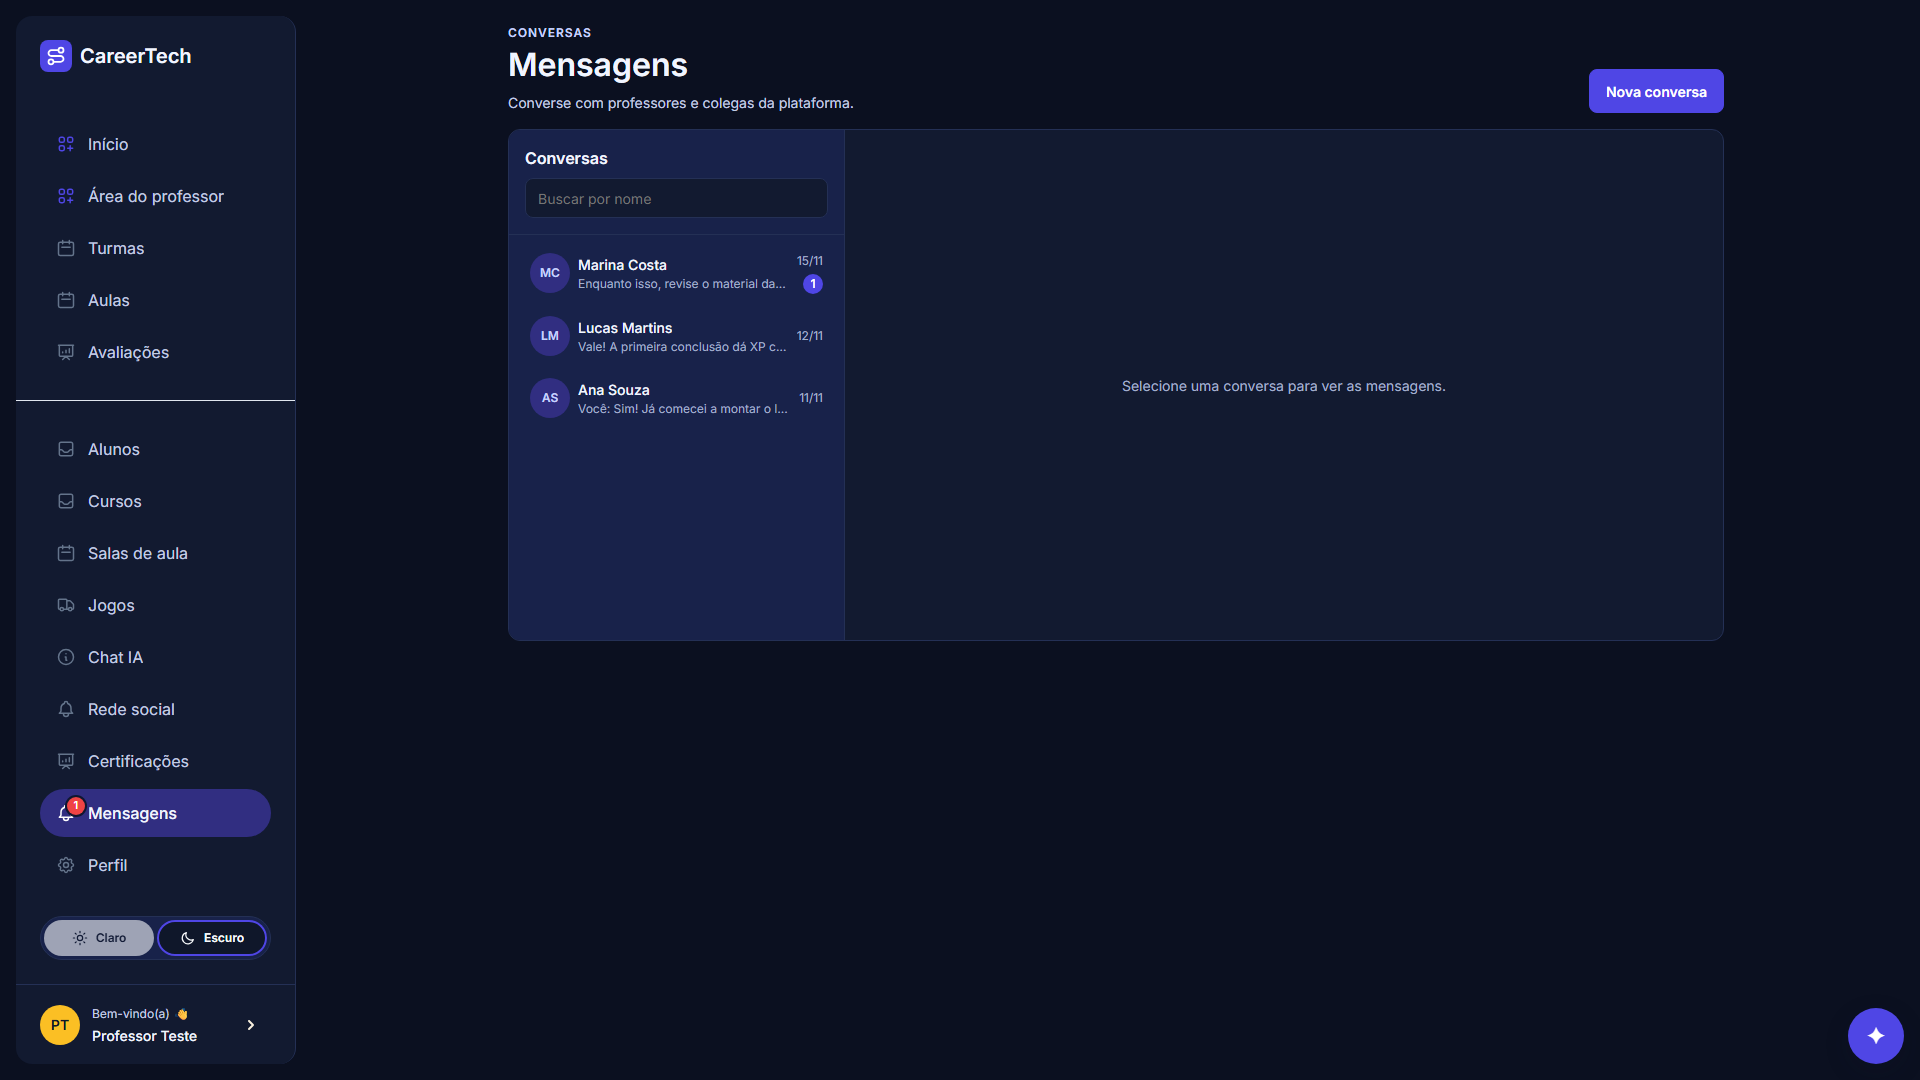 CareerTech
Início
Área do professor
Turmas
Aulas
Avaliações
Alunos
Cursos
Salas de aula
Jogos
Chat IA
Rede social
Certificações
1
Mensagens
Perfil
Claro
Escuro
PT
Bem-vindo(a) 👋
Professor Teste
CONVERSAS
Mensagens
Converse com professores e colegas da plataforma.
Nova conversa
Conversas
Buscar por nome
MC
Marina Costa
15/11
Enquanto isso, revise o material da...
1
LM
Lucas Martins
12/11
Vale! A primeira conclusão dá XP c...
AS
Ana Souza
11/11
Você: Sim! Já comecei a montar o l...
Selecione uma conversa para ver as mensagens.